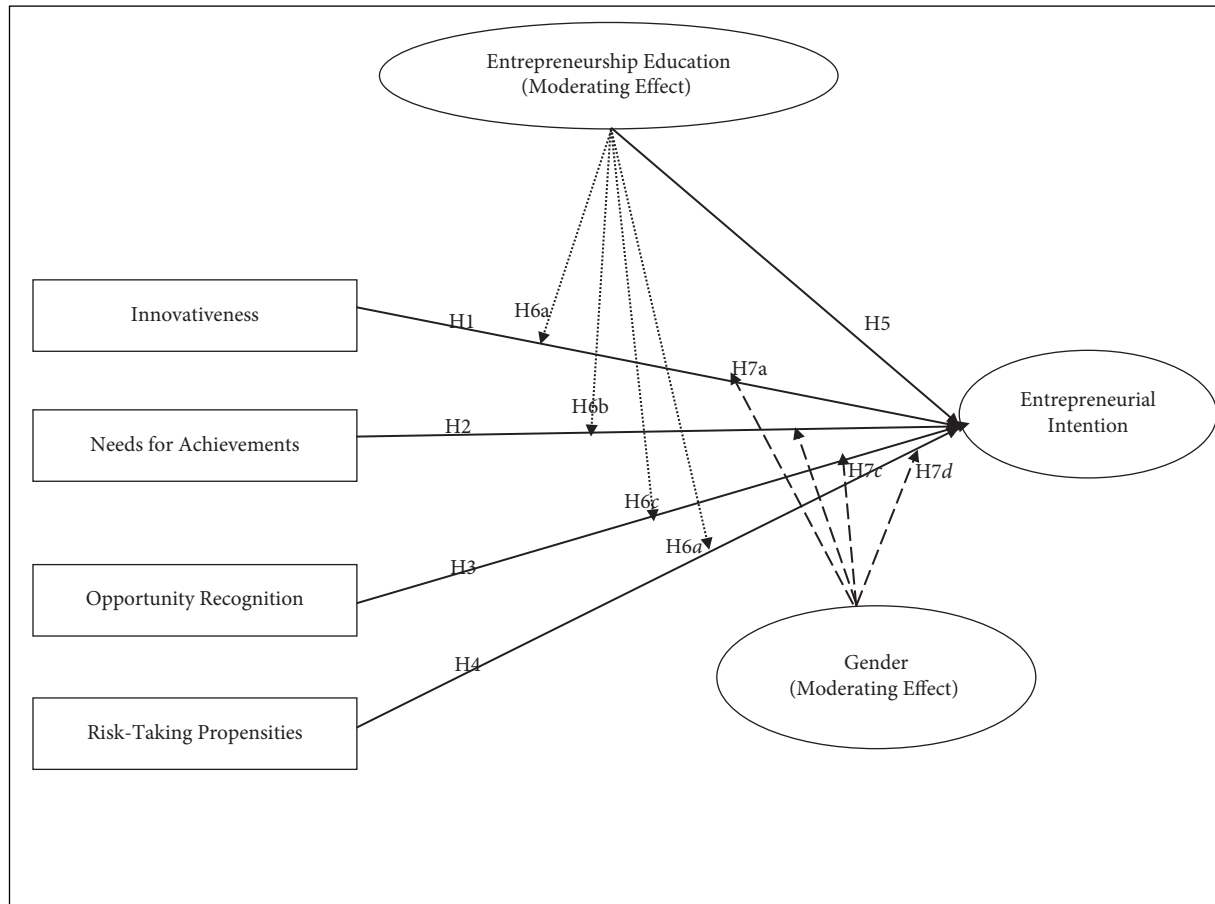 Entrepreneurship Education
(Moderating Effect)
Innovativeness
H1
H6a
H5
H7a
Needs for Achievements
H2
H6b
Entrepreneurial
Intention
H7c
H7d
H6c
H6a
Opportunity Recognition
H3
Risk-Taking Propensities
H4
Gender
(Moderating Effect)